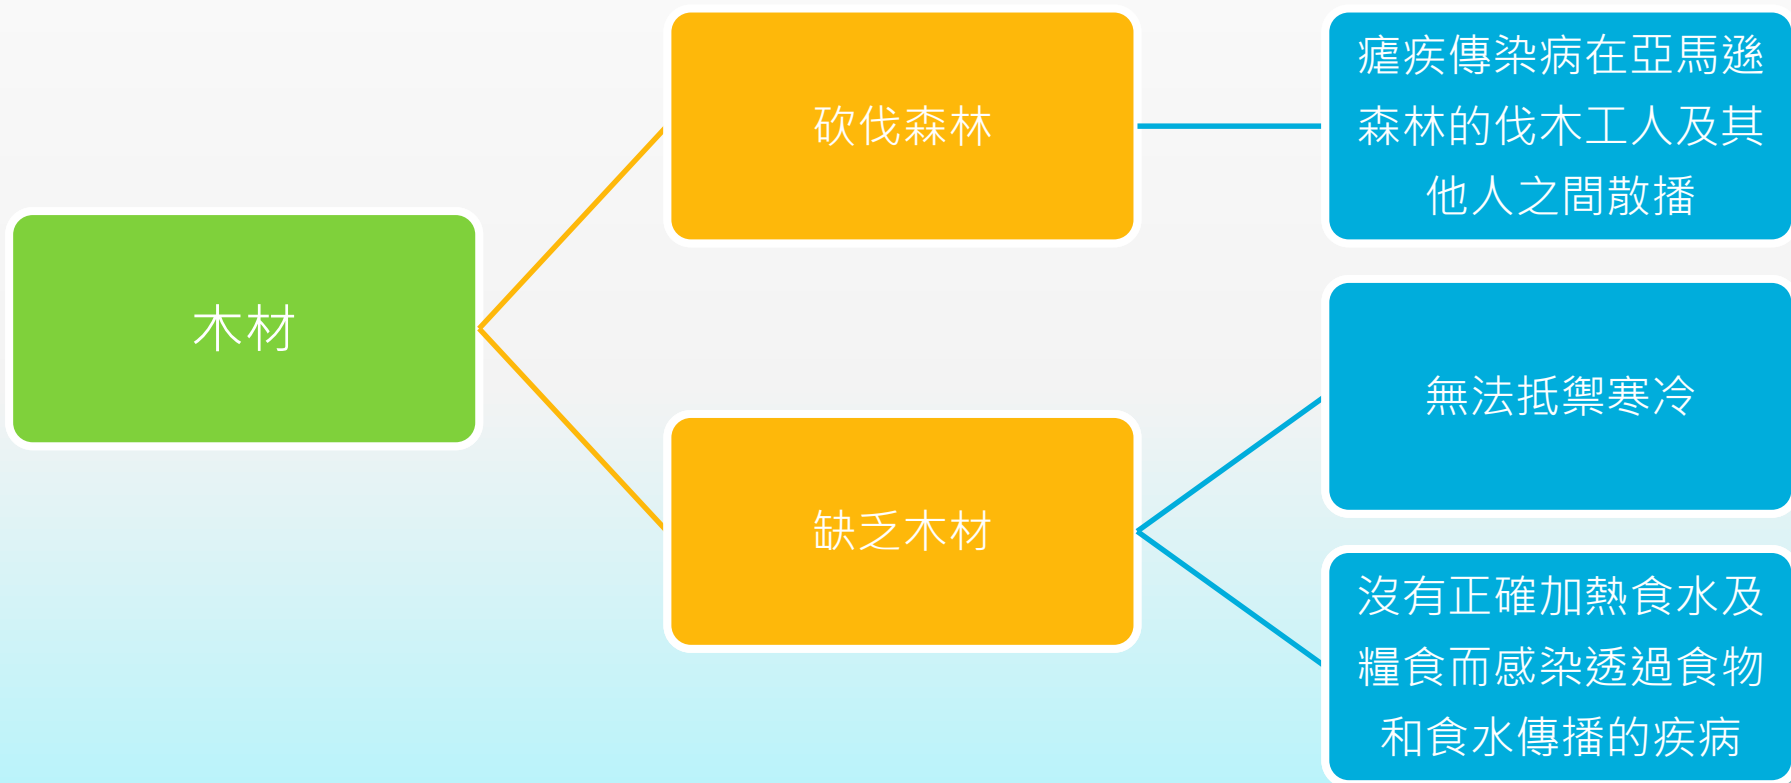 木材
砍伐森林
缺乏木材
瘧疾傳染病在亞馬遜
森林的伐木工人及其
他人之間散播
無法抵禦寒冷
沒有正確加熱食水及
糧食而感染透過食物
和食水傳播的疾病